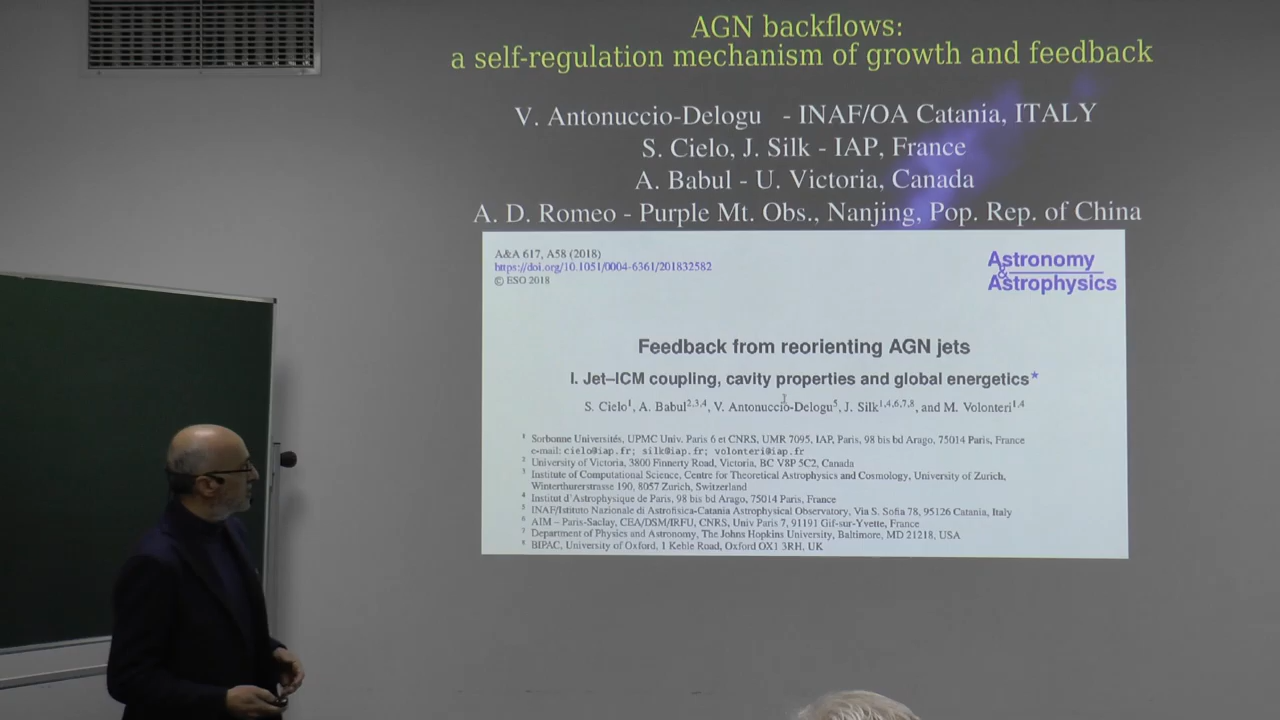 AGN backflows:
a self-regulation mechanism of growth and feedback
V. Antonuccio-Delogu - INAF/OA Catania, ITALY
S. Cielo, J. Silk - IAP, France
A. Babul - U. Victoria, Canada
A. D. Romeo - Purple Mt. Obs., Nanjing, Pop. Rep. of China
A&A 617, A58 (2018)
https://doi.org/10.1051/0004-6361/201832582
© ESO 2018
Astronomy
&
Astrophysics
Feedback from reorienting AGN jets
I. Jet–ICM coupling, cavity properties and global energetics*
S. Cielo1, A. Babul2,3,4, V. Antonuccio-Delogu5, J. Silk1,4,6,7,8, and M. Volonteri1,4
1 Sorbonne Universités, UPMC Univ. Paris 6 et CNRS, UMR 7095, IAP, Paris, 98 bis bd Arago, 75014 Paris, France
e-mail: cielo@iap.fr; silk@iap.fr; volonteri@iap.fr
2 University of Victoria, 3800 Finnerty Road, Victoria, BC V8P 5C2, Canada
3 Institute of Computational Science, Centre for Theoretical Astrophysics and Cosmology, University of Zurich,
Winterthurerstrasse 190, 8057 Zurich, Switzerland
4 Institut d'Astrophysique de Paris, 98 bis bd Arago, 75014 Paris, France
5 INAF/Istituto Nazionale di Astrofisica-Catania Astrophysical Observatory, Via S. Sofia 78, 95126 Catania, Italy
6 AIM – Paris-Saclay, CEA/DSM/IRFU, CNRS, Univ Paris 7, 91191 Gif-sur-Yvette, France
7 Department of Physics and Astronomy, The Johns Hopkins University, Baltimore, MD 21218, USA
8 BIPAC, University of Oxford, 1 Keble Road, Oxford OX1 3RH, UK